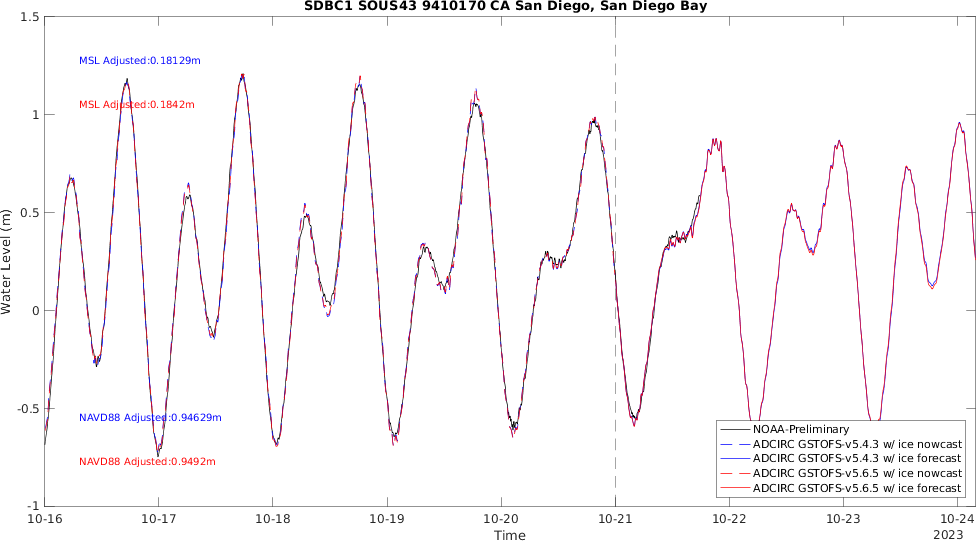 SDBC1 SOUS43 9410170 CA San Diego, San Diego Bay
1.5
MSL Adjusted:0.18129m
MSL Adjusted:0.1842m
1
0.5
Water Level (m)
0
-0.5
NAVD88 Adjusted:0.94629m
NAVD88 Adjusted:0.9492m
NOAA-Preliminary
ADCIRC GSTOFS-v5.4.3 w/ ice nowcast
ADCIRC GSTOFS-v5.4.3 w/ ice forecast
ADCIRC GSTOFS-v5.6.5 w/ ice nowcast
ADCIRC GSTOFS-v5.6.5 w/ ice forecast
-1
10-16 10-17 10-18 10-19 10-20 10-21 10-22 10-23 10-24
Time
2023